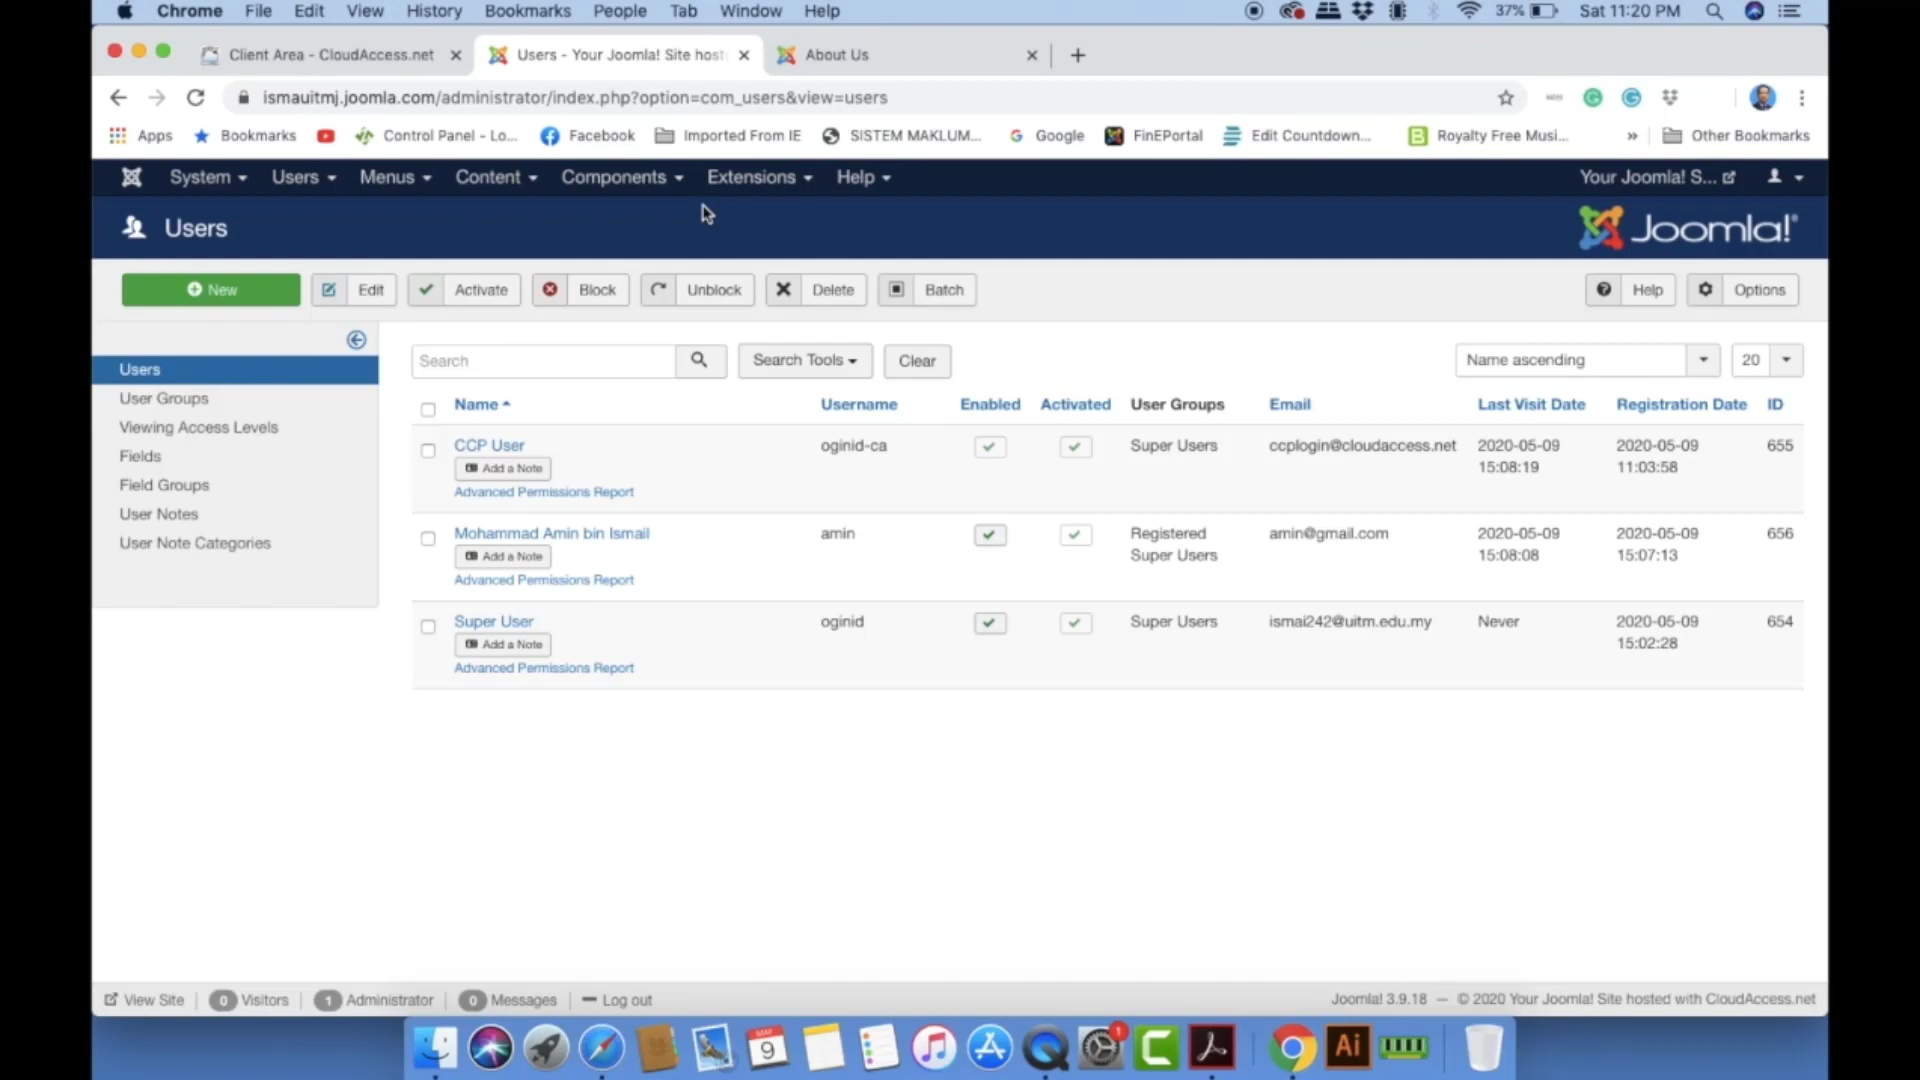 Chrome File Edit View History Bookmarks People Tab Window Help 37% Sat 11:20 PM
Client Area - CloudAccess.net Users - Your Joomla! Site host About Us
ismauitmj.joomla.com/administrator/index.php?option=com_users&view=users
Apps Bookmarks Control Panel - Lo... Facebook Imported From IE SISTEM MAKLUM... Google FinEPortal Edit Countdown... Royalty Free Musi... » Other Bookmarks
System Users Menus Content Components Extensions Help Your Joomla! S...
Users Joomla!®
New Edit Activate Block Unblock Delete Batch Help Options
Search Search Tools Clear Name ascending 20
Users
User Groups
Viewing Access Levels
Fields
Field Groups
User Notes
User Note Categories
Name Username Enabled Activated User Groups Email Last Visit Date Registration Date ID
CCP User oginid-ca Super Users ccplogin@cloudaccess.net 2020-05-09 2020-05-09 655
Add a Note 15:08:19 11:03:58
Advanced Permissions Report
Mohammad Amin bin Ismail amin Registered amin@gmail.com 2020-05-09 2020-05-09 656
Add a Note Super Users 15:08:08 15:07:13
Advanced Permissions Report
Super User oginid Super Users ismai242@uitm.edu.my Never 2020-05-09 654
Add a Note 15:02:28
Advanced Permissions Report
View Site 0 Visitors 1 Administrator 0 Messages Log out Joomla! 3.9.18 — © 2020 Your Joomla! Site hosted with CloudAccess.net
MAY 9 1 Ai